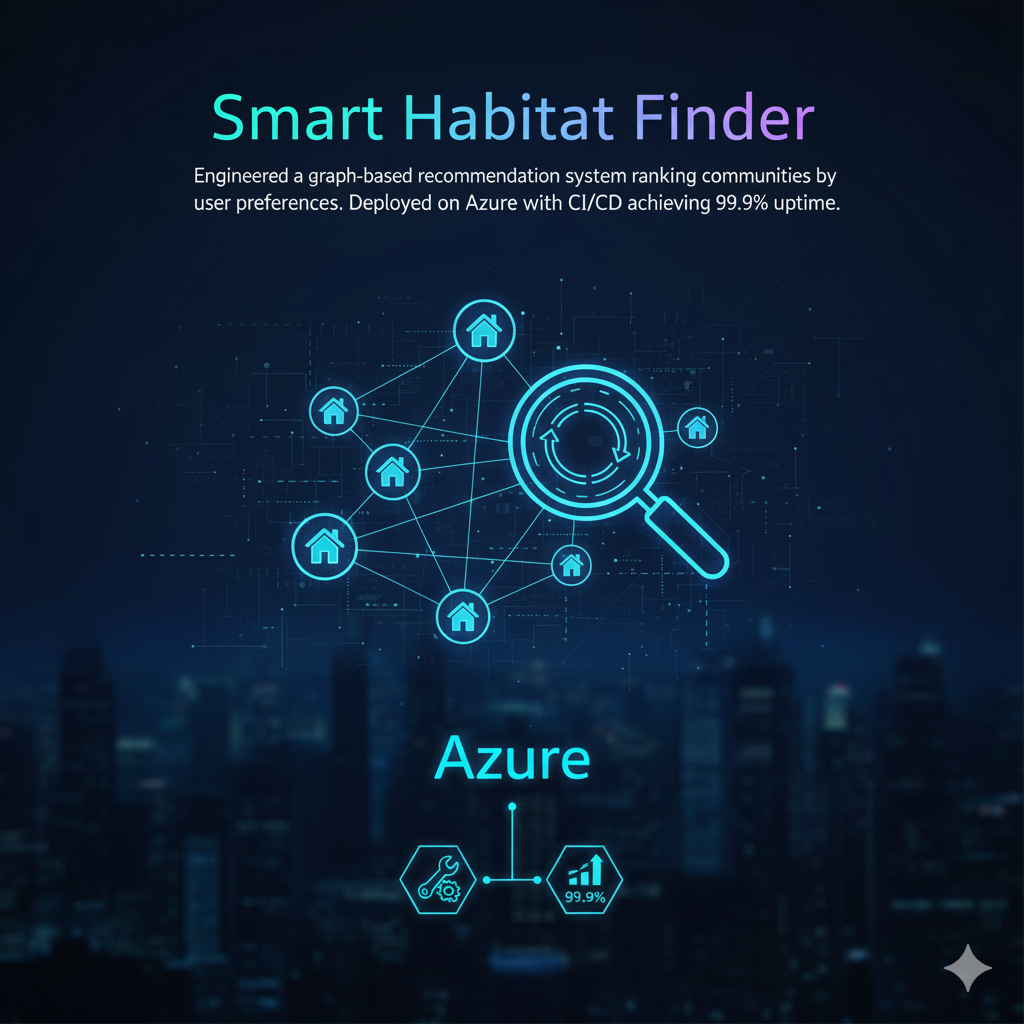 Smart Habitat Finder
Engineered a graph-based recommendation system ranking communities by
user preferences. Deployed on Azure with CI/CD achieving 99.9% uptime.
Azure
99.9%